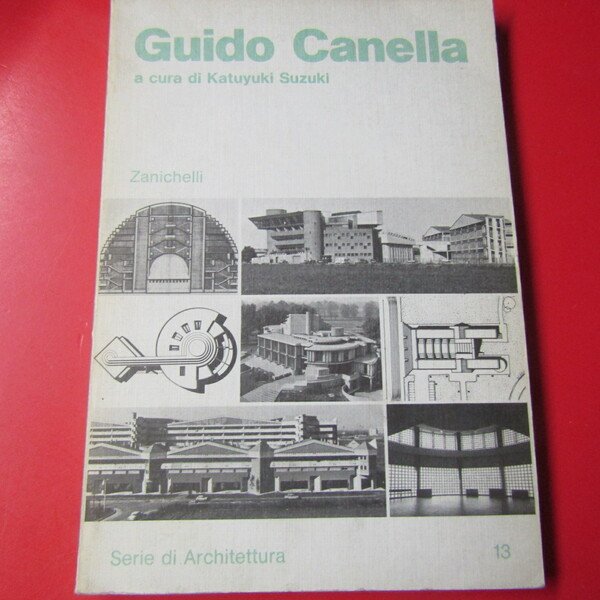 Guido Canella
a cura di Katuyuki Suzuki
Zanichelli
Serie di Architettura
13